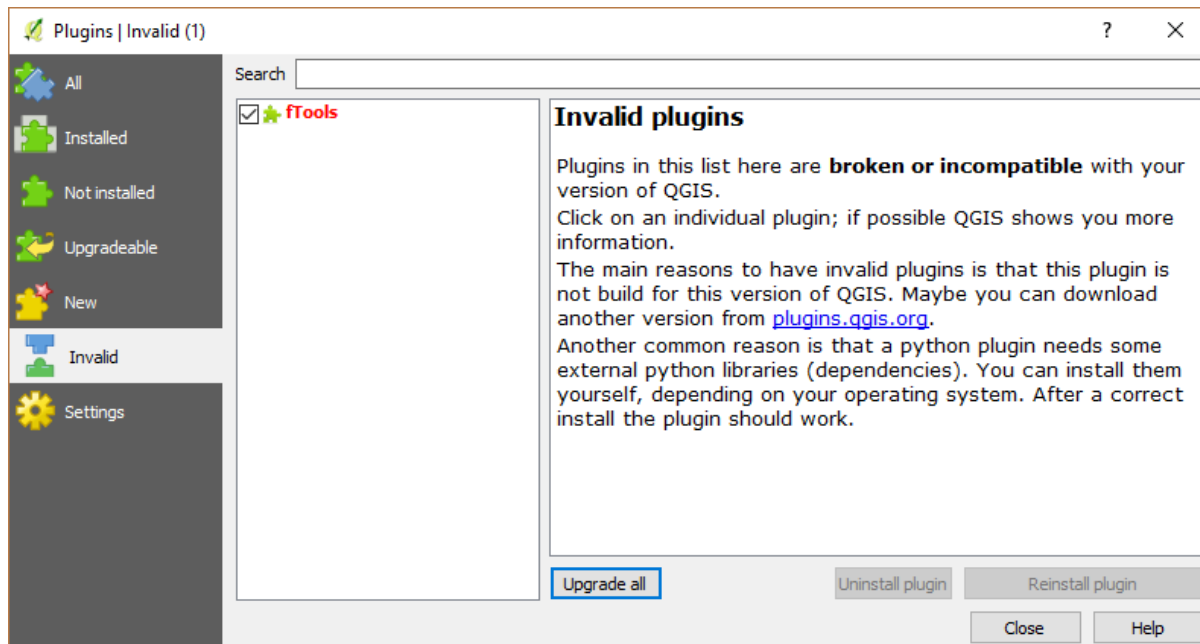 Plugins | Invalid (1)
?
All
Installed
Not installed
Upgradeable
New
Invalid
Settings
Search
fTools
Invalid plugins
Plugins in this list here are broken or incompatible with your
version of QGIS.
Click on an individual plugin; if possible QGIS shows you more
information.
The main reasons to have invalid plugins is that this plugin is
not build for this version of QGIS. Maybe you can download
another version from plugins.qgis.org.
Another common reason is that a python plugin needs some
external python libraries (dependencies). You can install them
yourself, depending on your operating system. After a correct
install the plugin should work.
Upgrade all
Uninstall plugin
Reinstall plugin
Close
Help